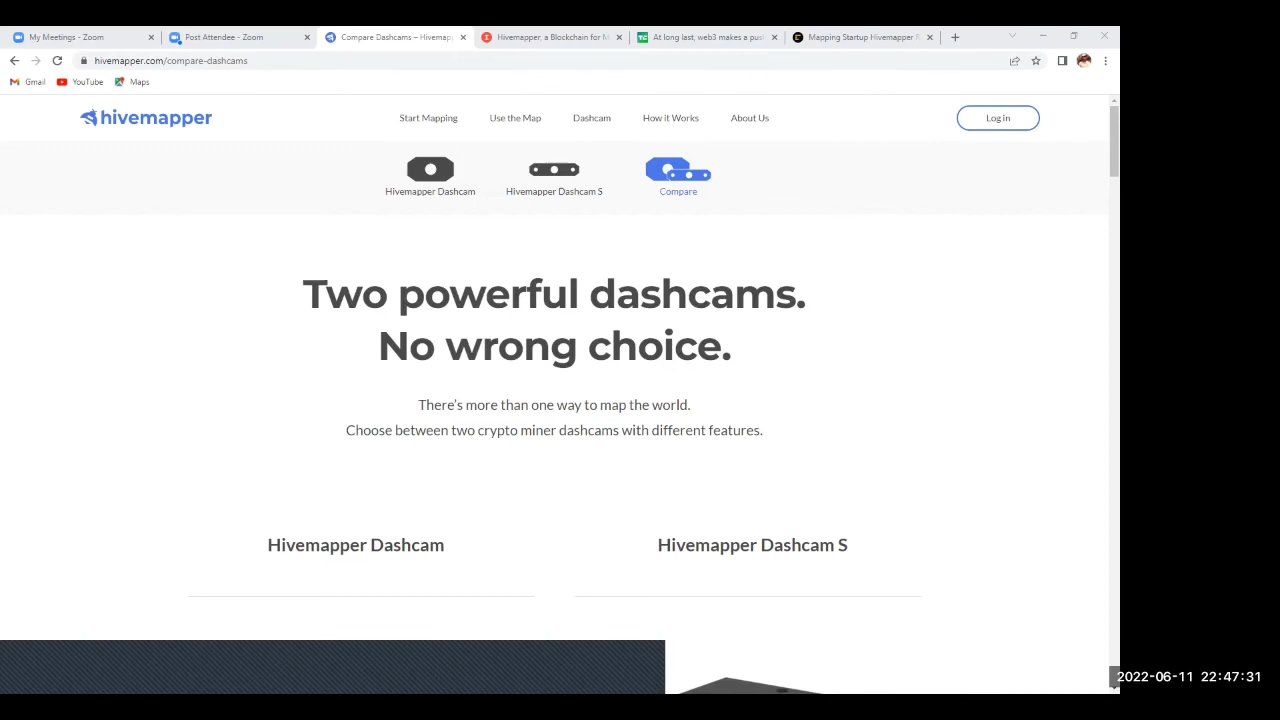 My Meetings - Zoom
Post Attendee - Zoom
Compare Dashcams – Hivemapp
Hivemapper, a Blockchain for M
At long last, web3 makes a pus
Mapping Startup Hivemapper R
hivemapper.com/compare-dashcams
Gmail YouTube Maps
hivemapper
Start Mapping Use the Map Dashcam How it Works About Us Log in
Hivemapper Dashcam Hivemapper Dashcam S Compare
Two powerful dashcams.
No wrong choice.
There's more than one way to map the world.
Choose between two crypto miner dashcams with different features.
Hivemapper Dashcam Hivemapper Dashcam S
2022-06-11 22:47:31